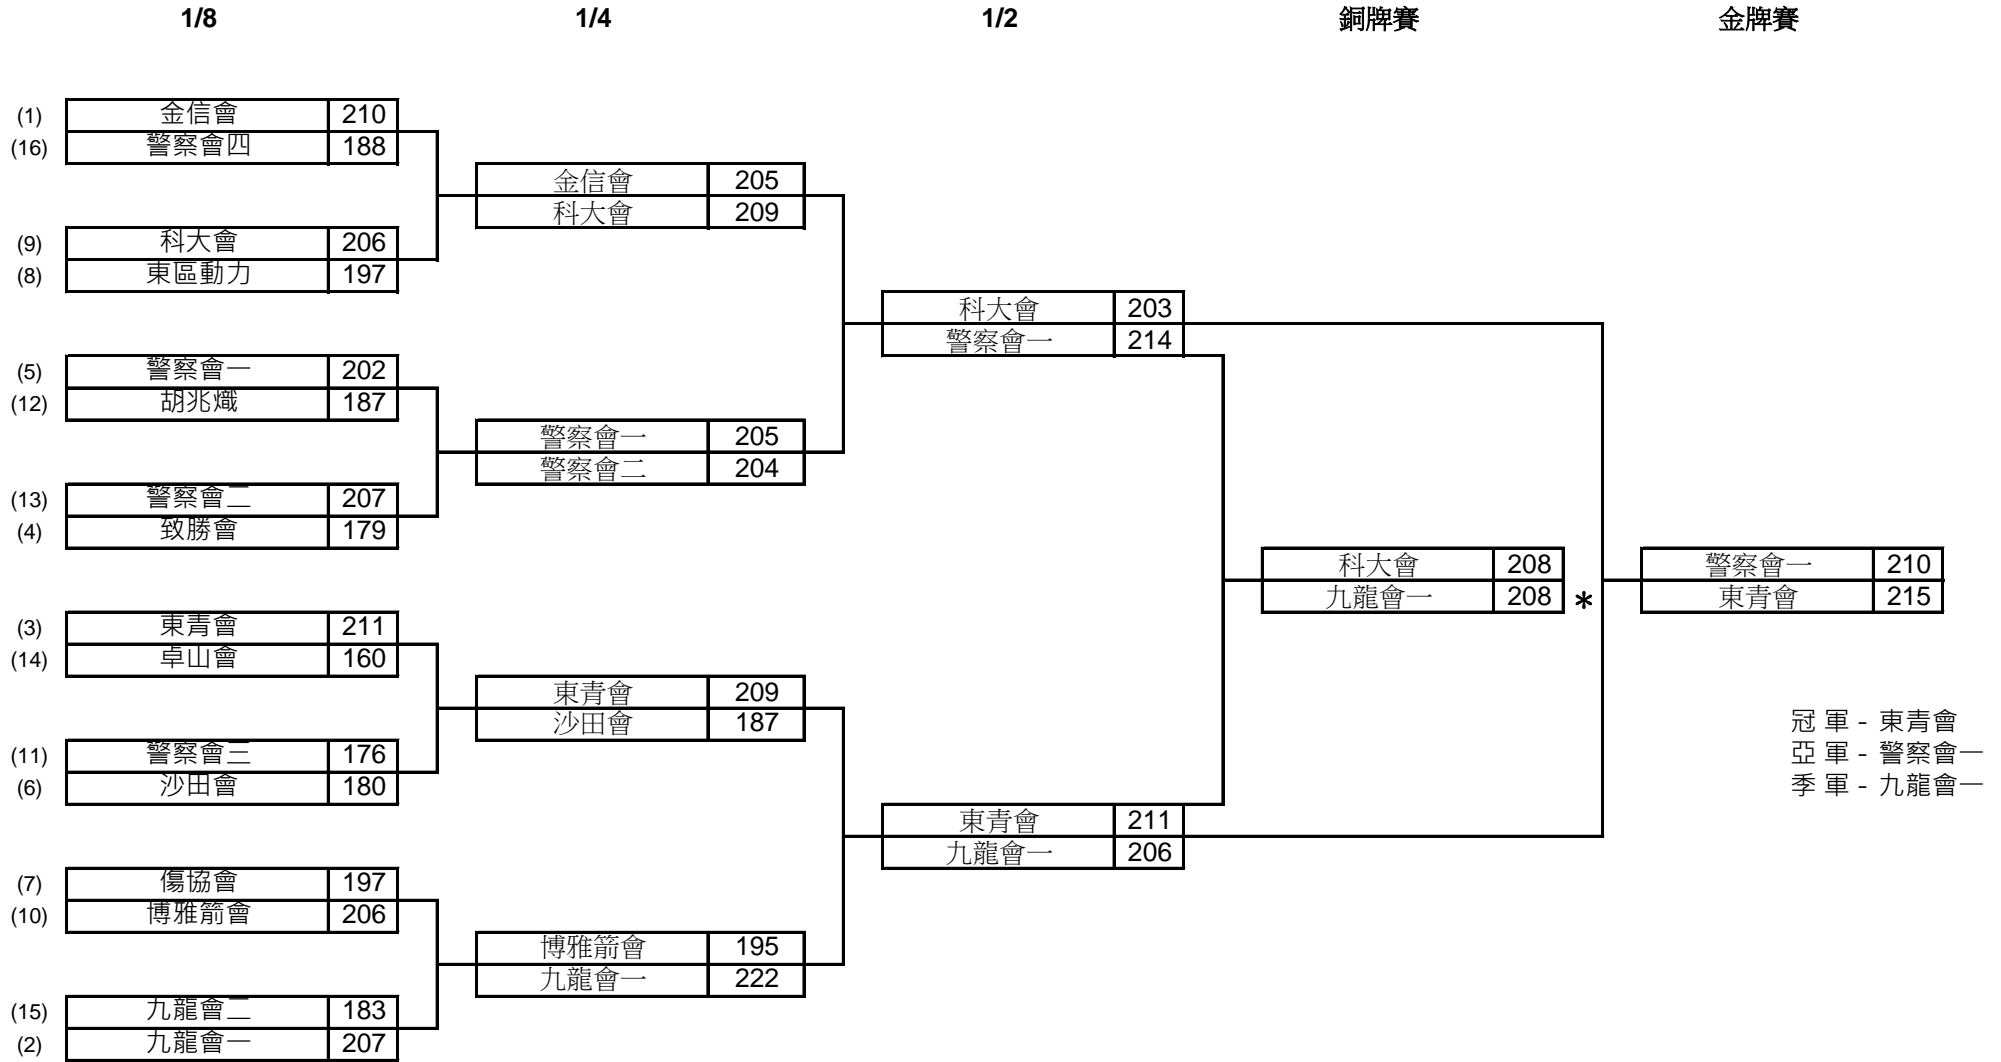 1/8 1/4 1/2 銅牌賽 金牌賽
(1) 金信會 210
(16) 警察會四 188
金信會 205
科大會 209
(9) 科大會 206
(8) 東區動力 197
科大會 203
警察會一 214
(5) 警察會一 202
(12) 胡兆熾 187
警察會一 205
警察會二 204
(13) 警察會二 207
(4) 致勝會 179
科大會 208
九龍會一 208 *
警察會一 210
東青會 215
(3) 東青會 211
(14) 卓山會 160
東青會 209
沙田會 187
冠 軍 - 東青會
亞 軍 - 警察會一
季 軍 - 九龍會一
(11) 警察會三 176
(6) 沙田會 180
東青會 211
九龍會一 206
(7) 傷協會 197
(10) 博雅箭會 206
博雅箭會 195
九龍會一 222
(15) 九龍會二 183
(2) 九龍會一 207